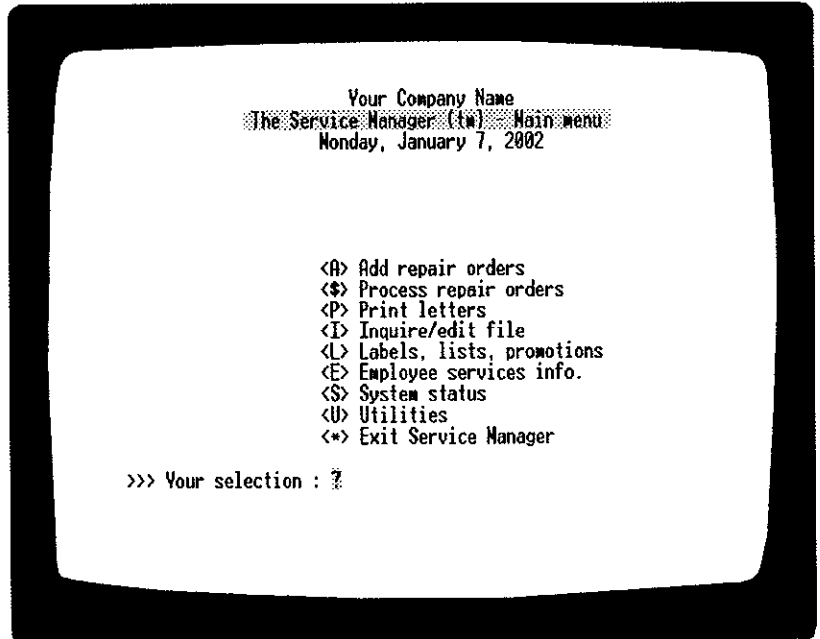 Your Company Name
The Service Manager (tm) - Main menu
Monday, January 7, 2002
<A> Add repair orders
<$> Process repair orders
<P> Print letters
<I> Inquire/edit file
<L> Labels, lists, promotions
<E> Employee services info.
<S> System status
<U> Utilities
<*> Exit Service Manager
>>> Your selection : ?